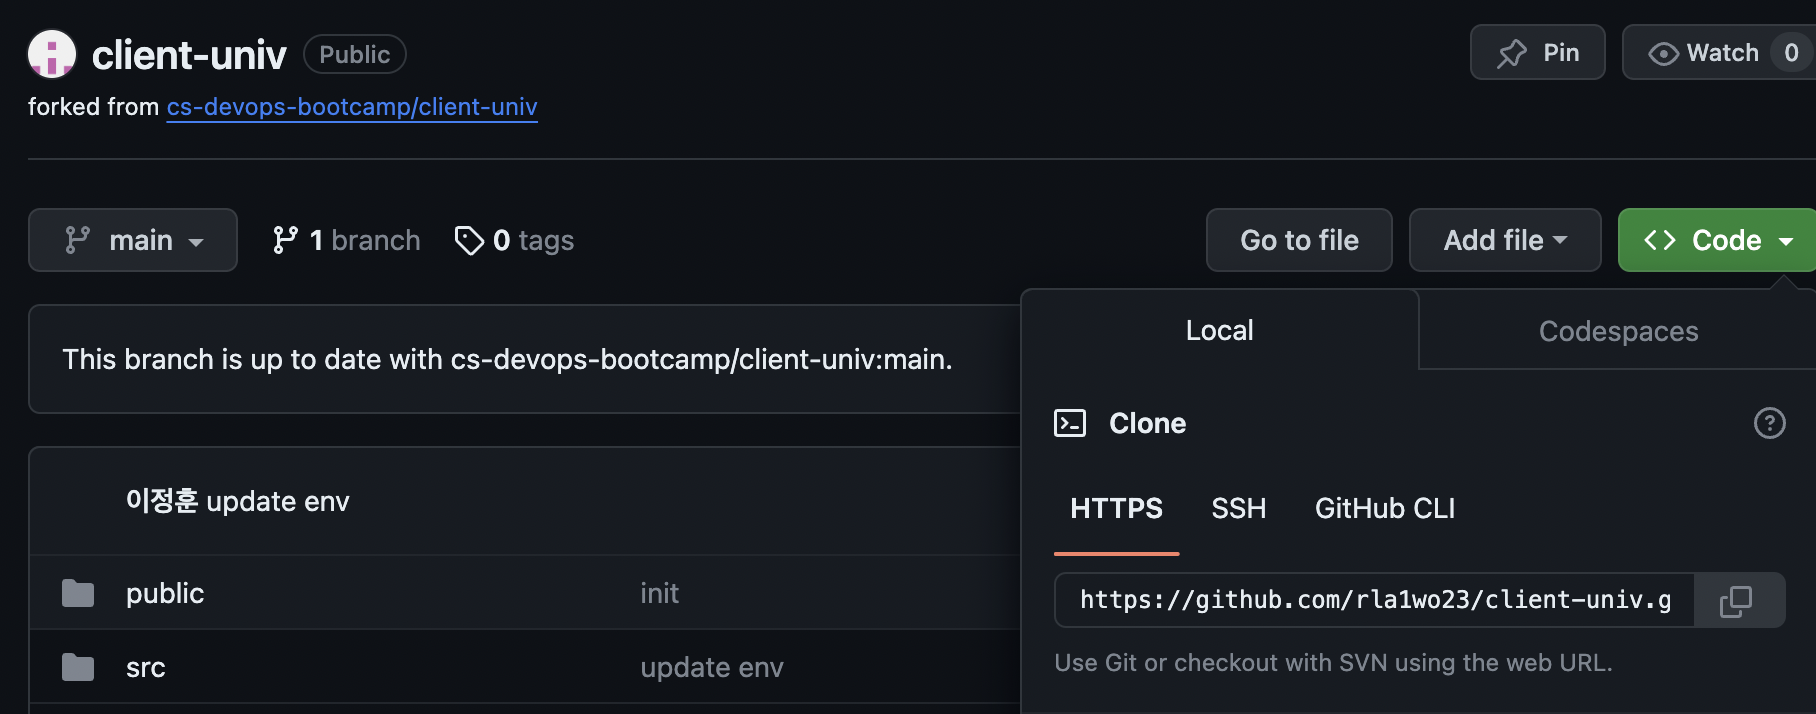 client-univ Public Pin Watch 0
forked from cs-devops-bootcamp/client-univ
main 1 branch 0 tags Go to file Add file Code
Local Codespaces
This branch is up to date with cs-devops-bootcamp/client-univ:main.
Clone
이정훈 update env
HTTPS SSH GitHub CLI
public init
https://github.com/rla1wo23/client-univ.g
Use Git or checkout with SVN using the web URL.
src update env